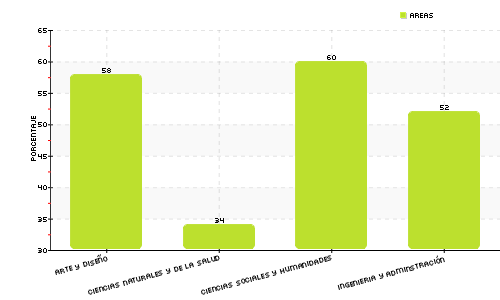 AREAS
65
60
55
50
45
40
35
30
PORCENTAJE
58
34
60
52
ARTE Y DISEÑO
CIENCIAS NATURALES Y DE LA SALUD
CIENCIAS SOCIALES Y HUMANIDADES
INGENIERIA Y ADMINSTRACIÓN